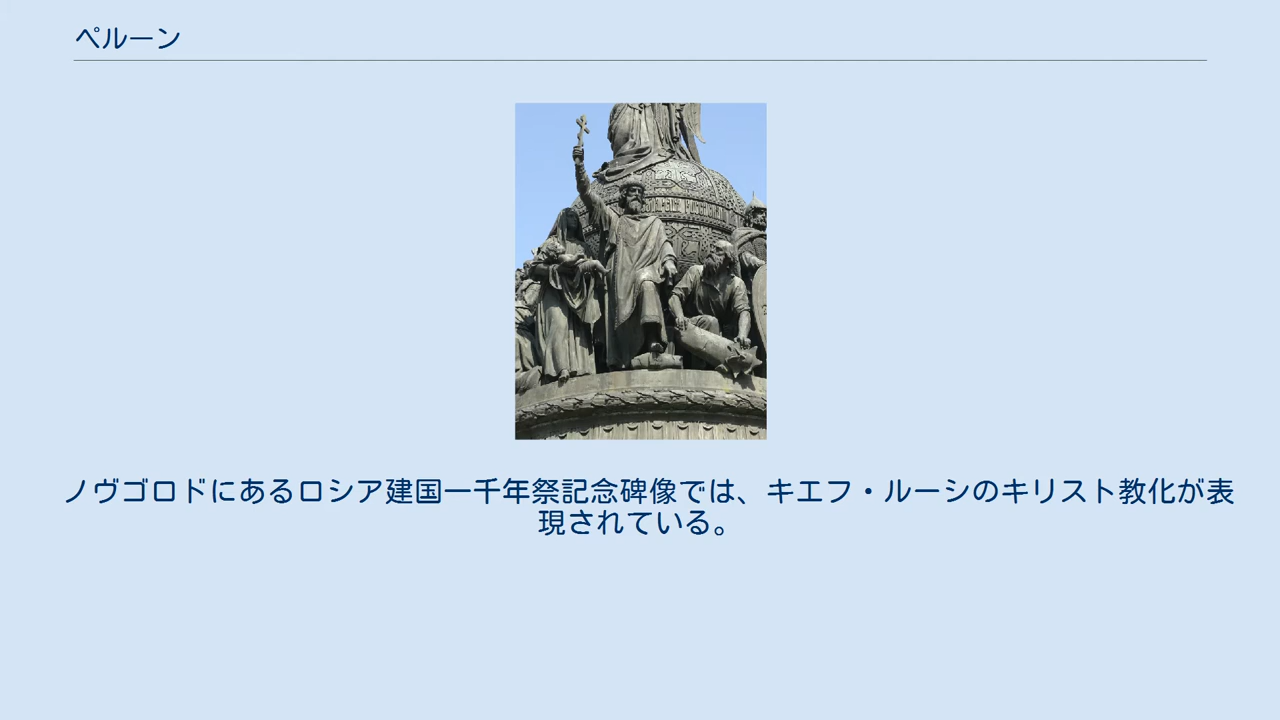 ペルーン
ノヴゴロドにあるロシア建国一千年祭記念碑像では、キエフ・ルーシのキリスト教化が表
現されている。